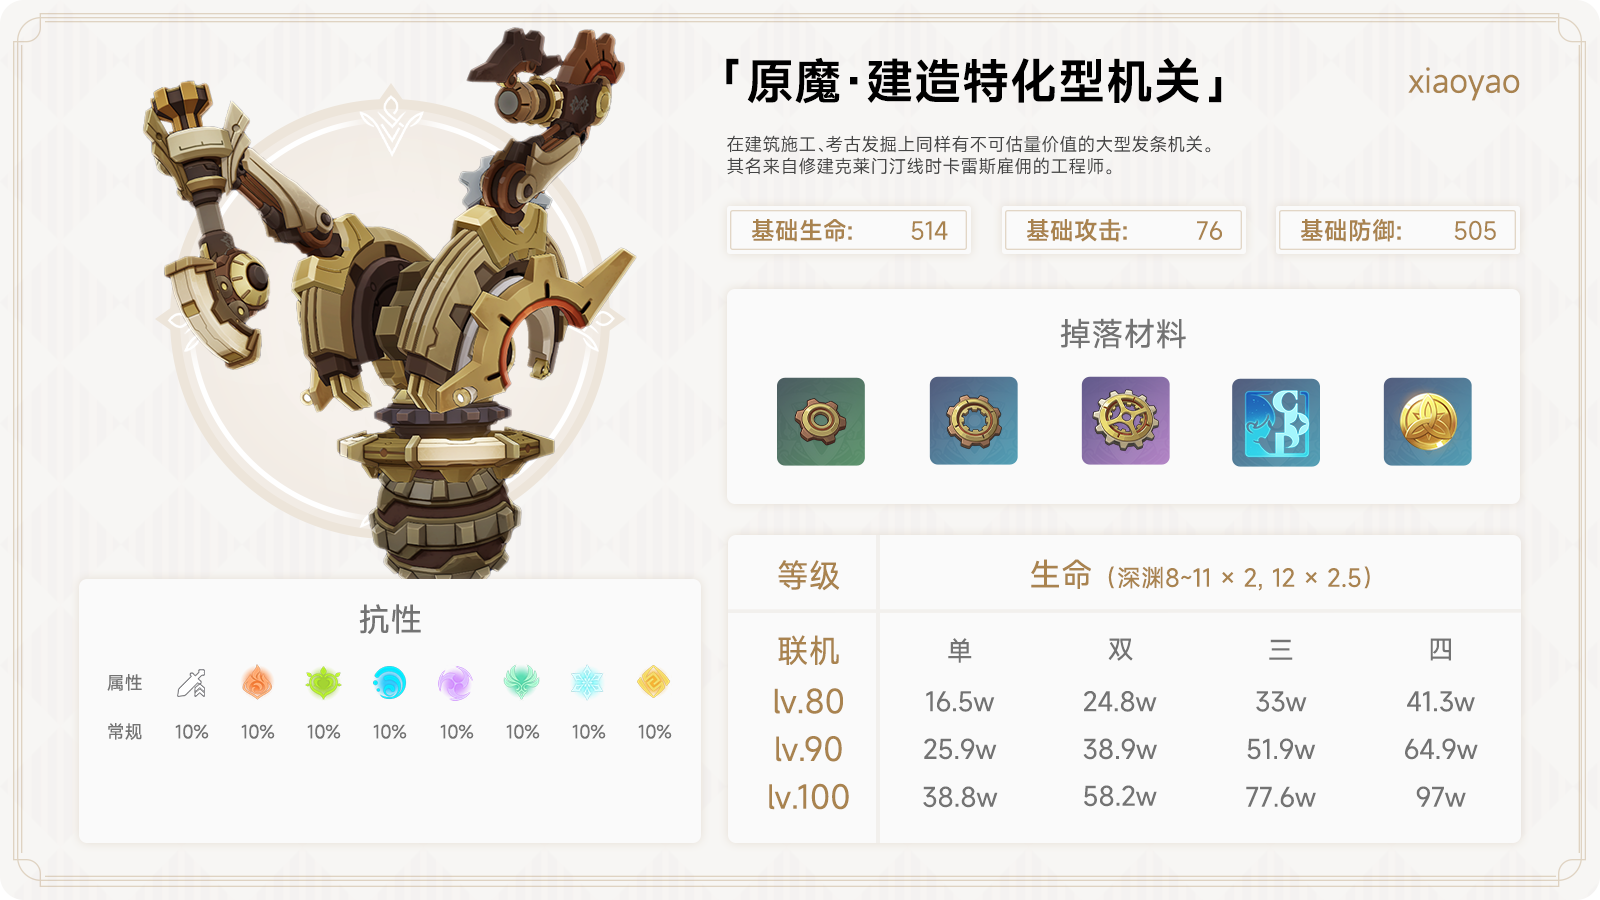 「原魔·建造特化型机关」
xiaoyao
在建筑施工、考古发掘上同样有不可估量价值的大型发条机关。
其名来自修建克莱门汀线时卡雷斯雇佣的工程师。
基础生命: 514
基础攻击: 76
基础防御: 505
掉落材料
抗性
属性
常规 10% 10% 10% 10% 10% 10% 10% 10%
等级 生命（深渊8~11 × 2, 12 × 2.5）
联机 单 双 三 四
lv.80 16.5w 24.8w 33w 41.3w
lv.90 25.9w 38.9w 51.9w 64.9w
lv.100 38.8w 58.2w 77.6w 97w